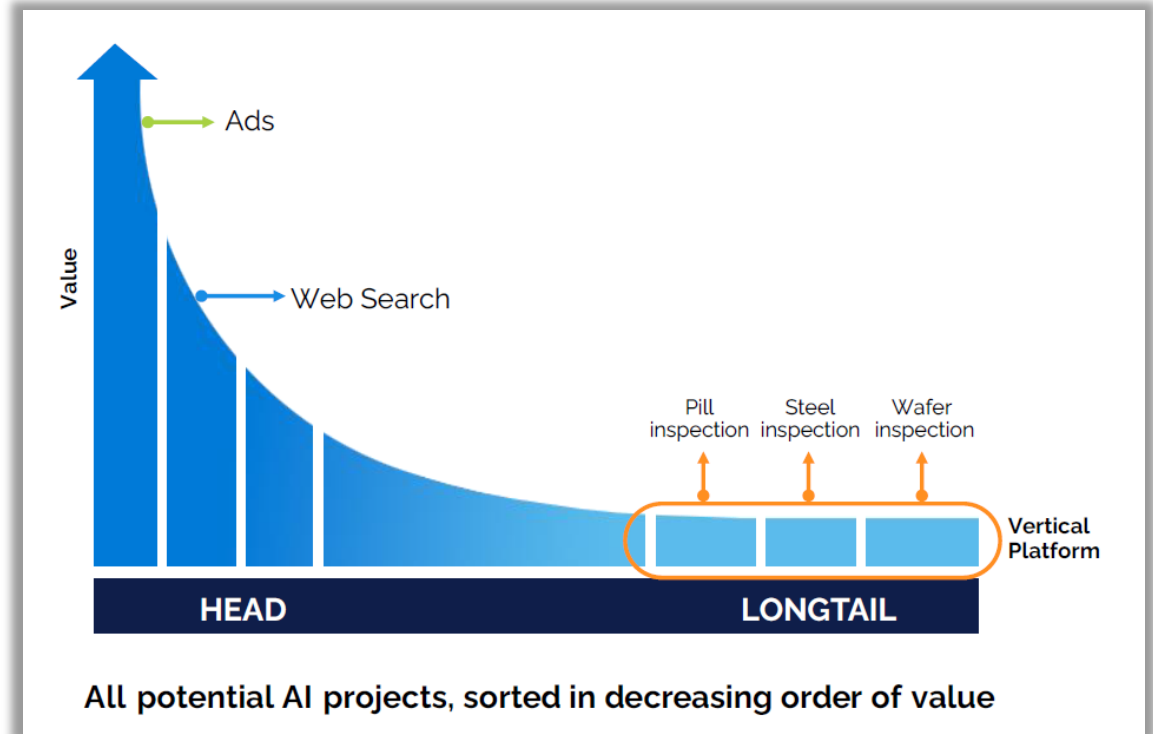 Ads
Value
Web Search
Pill
inspection
Steel
inspection
Wafer
inspection
Vertical
Platform
HEAD
LONGTAIL
All potential AI projects, sorted in decreasing order of value